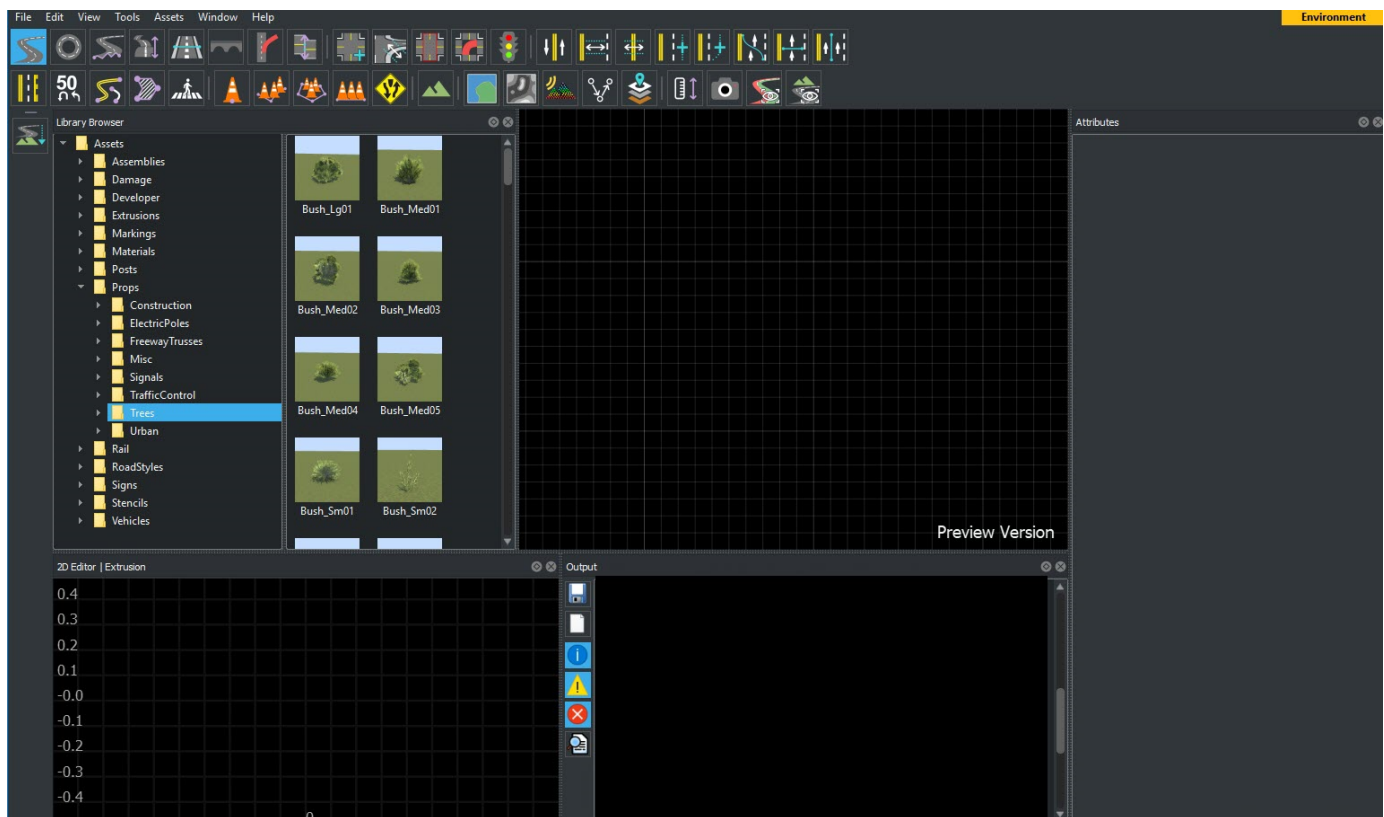 File Edit View Tools Assets Window Help
Environment
50
Library Browser
Attributes
Assets
Assemblies
Damage
Developer
Extrusions
Markings
Materials
Posts
Props
Construction
ElectricPoles
FreewayTrusses
Misc
Signals
TrafficControl
Trees
Urban
Rail
RoadStyles
Signs
Stencils
Vehicles
Bush_Lg01 Bush_Med01
Bush_Med02 Bush_Med03
Bush_Med04 Bush_Med05
Bush_Sm01 Bush_Sm02
Preview Version
2D Editor | Extrusion
0.4
0.3
0.2
0.1
-0.0
-0.1
-0.2
-0.3
-0.4
Output